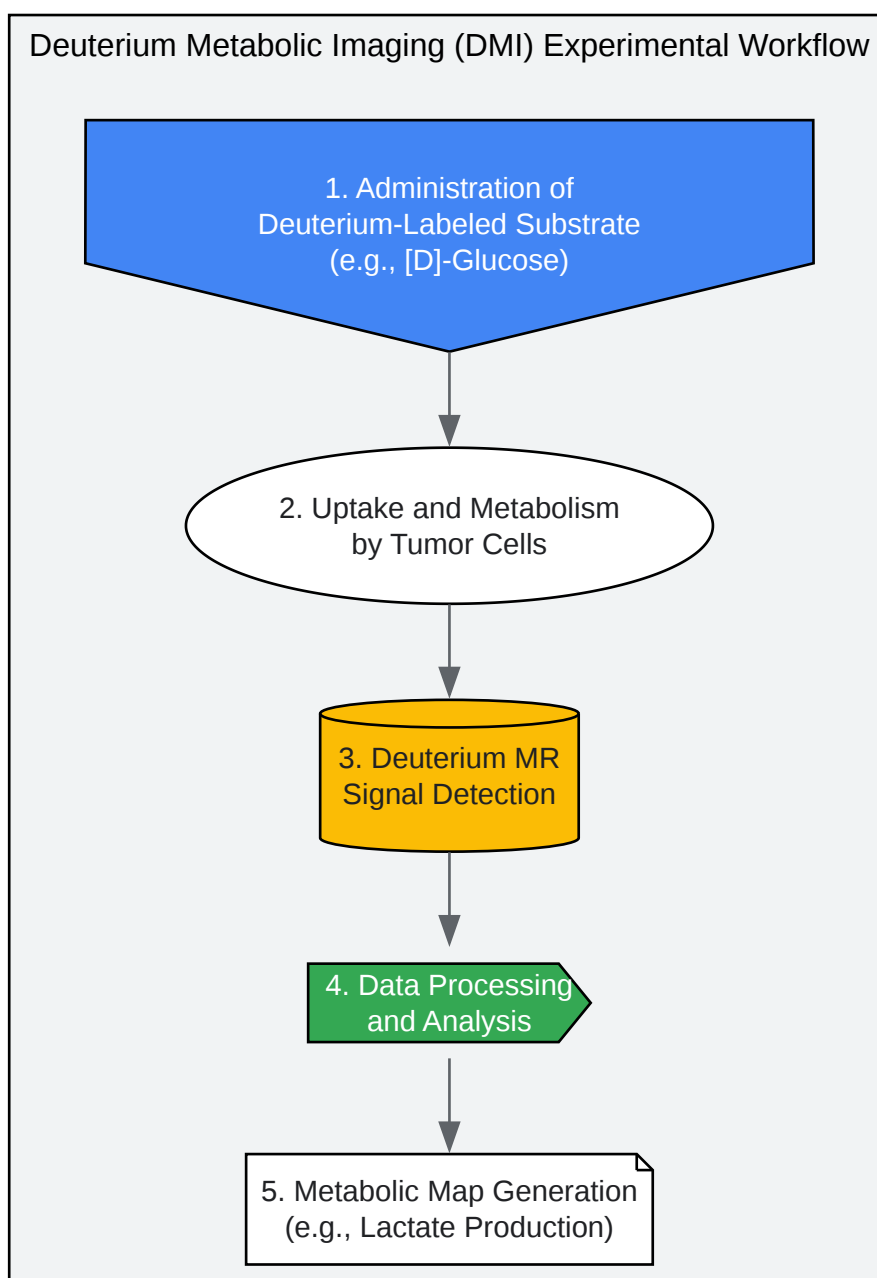 Deuterium Metabolic Imaging (DMI) Experimental Workflow
1. Administration of
Deuterium-Labeled Substrate
(e.g., [D]-Glucose)
2. Uptake and Metabolism
by Tumor Cells
3. Deuterium MR
Signal Detection
4. Data Processing
and Analysis
5. Metabolic Map Generation
(e.g., Lactate Production)